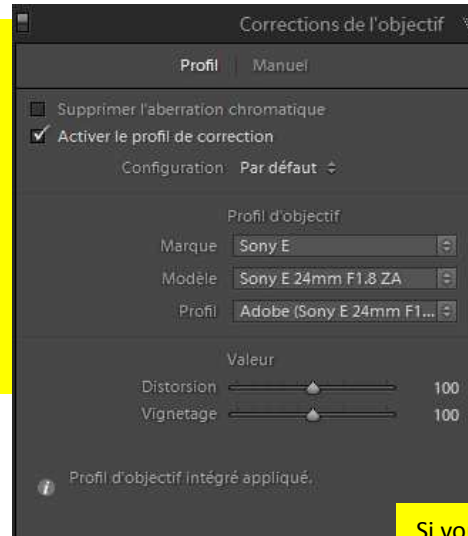 Corrections de l'objectif
Profil Manuel
Supprimer l'aberration chromatique
Activer le profil de correction
Configuration Par défaut
Profil d'objectif
Marque Sony E
Modèle Sony E 24mm F1.8 ZA
Profil Adobe (Sony E 24mm F1...
Valeur
Distorsion 100
Vignetage 100
Profil d'objectif intégré appliqué.
Si vo